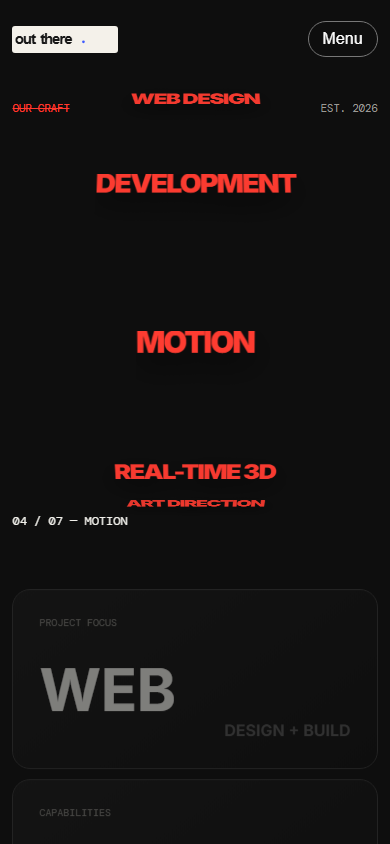 out there .
Menu
WEB DESIGN
OUR CRAFT
EST. 2026
DEVELOPMENT
MOTION
REAL-TIME 3D
ART DIRECTION
04 / 07 — MOTION
PROJECT FOCUS
WEB
DESIGN + BUILD
CAPABILITIES